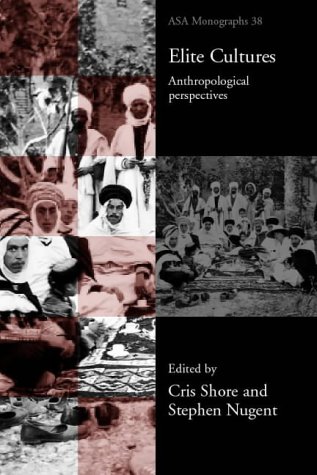 ASA Monographs 38
Elite Cultures
Anthropological
perspectives
Edited by
Cris Shore and
Stephen Nugent